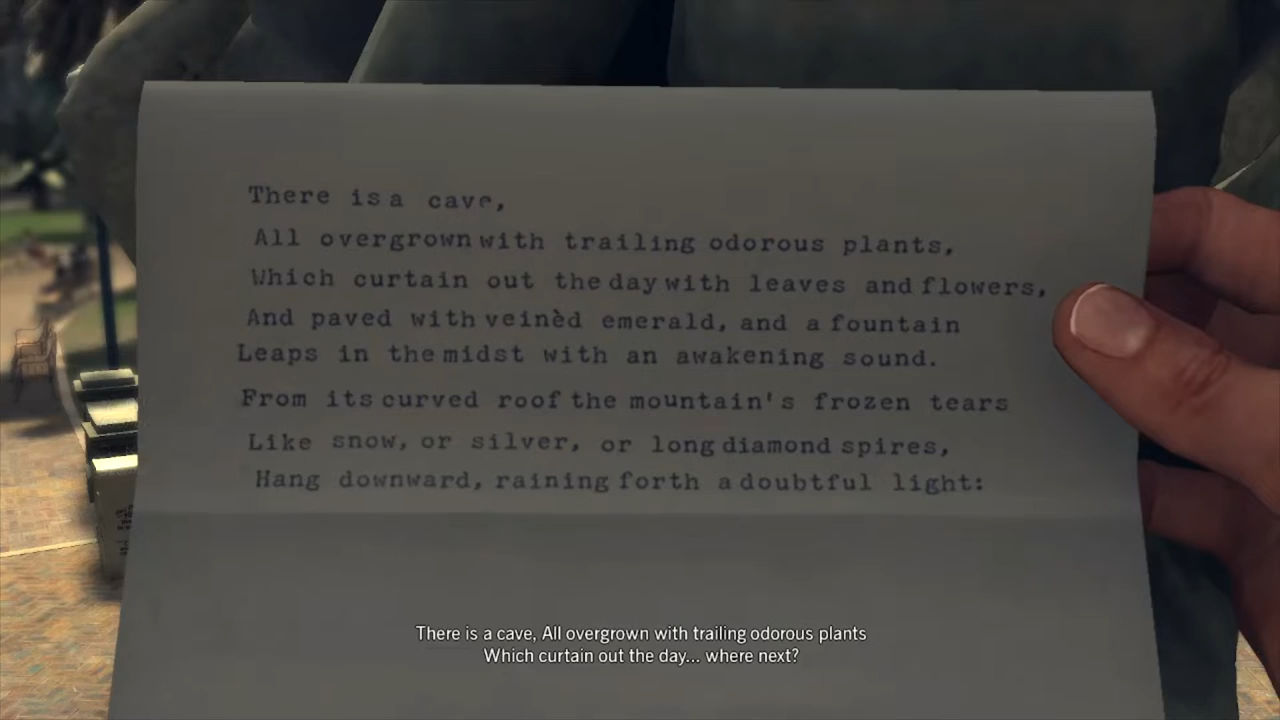 There is a cave,
All overgrown with trailing odorous plants,
Which curtain out the day with leaves and flowers,
And paved with veinèd emerald, and a fountain
Leaps in the midst with an awakening sound.
From its curved roof the mountain's frozen tears
Like snow, or silver, or long diamond spires,
Hang downward, raining forth a doubtful light:
There is a cave, All overgrown with trailing odorous plants
Which curtain out the day... where next?